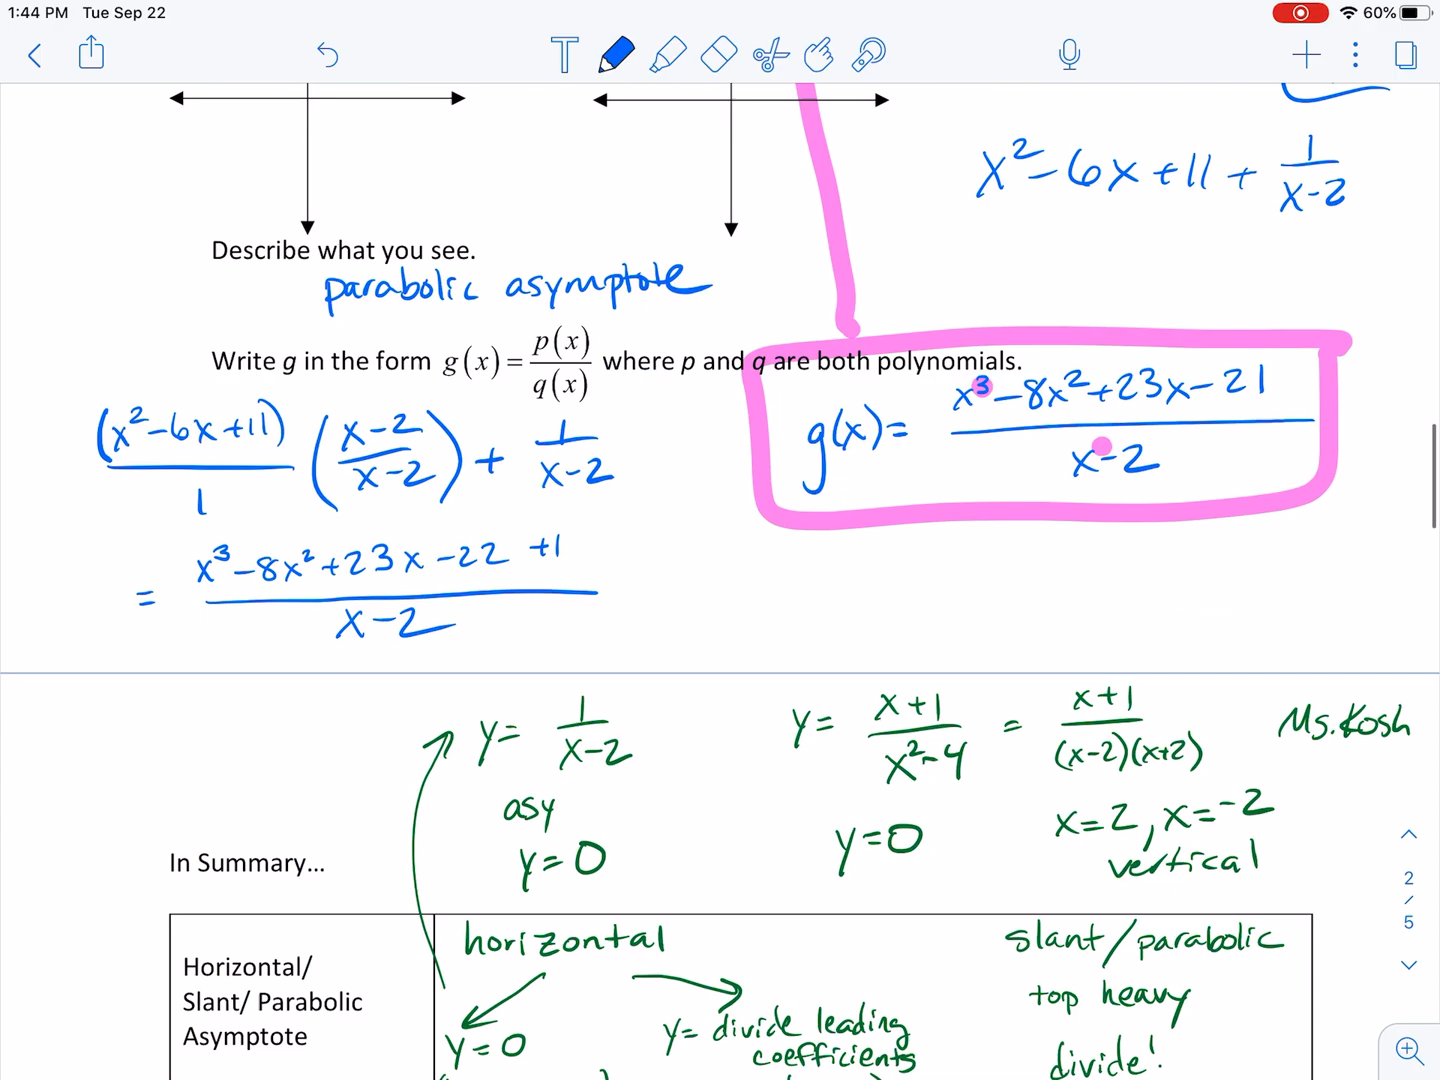 1:44 PM Tue Sep 22 60%
T
x² - 6x + 11 + 1/(x-2)
Describe what you see.
parabolic asymptote
Write g in the form g(x) = p(x)/q(x) where p and q are both polynomials.
g(x) = (x³ - 8x² + 23x - 21)/(x - 2)
(x² - 6x + 11)/1 ((x-2)/(x-2)) + 1/(x-2)
= (x³ - 8x² + 23x - 22 + 1)/(x - 2)
y = 1/(x-2) y = (x+1)/(x²-4) = (x+1)/((x-2)(x+2)) Ms. Kosh
asy
y = 0 y = 0 x = 2, x = -2
vertical
In Summary...
2/5
Horizontal/
Slant/ Parabolic
Asymptote
horizontal
y = 0
y = divide leading
coefficients
slant/parabolic
top heavy
divide!